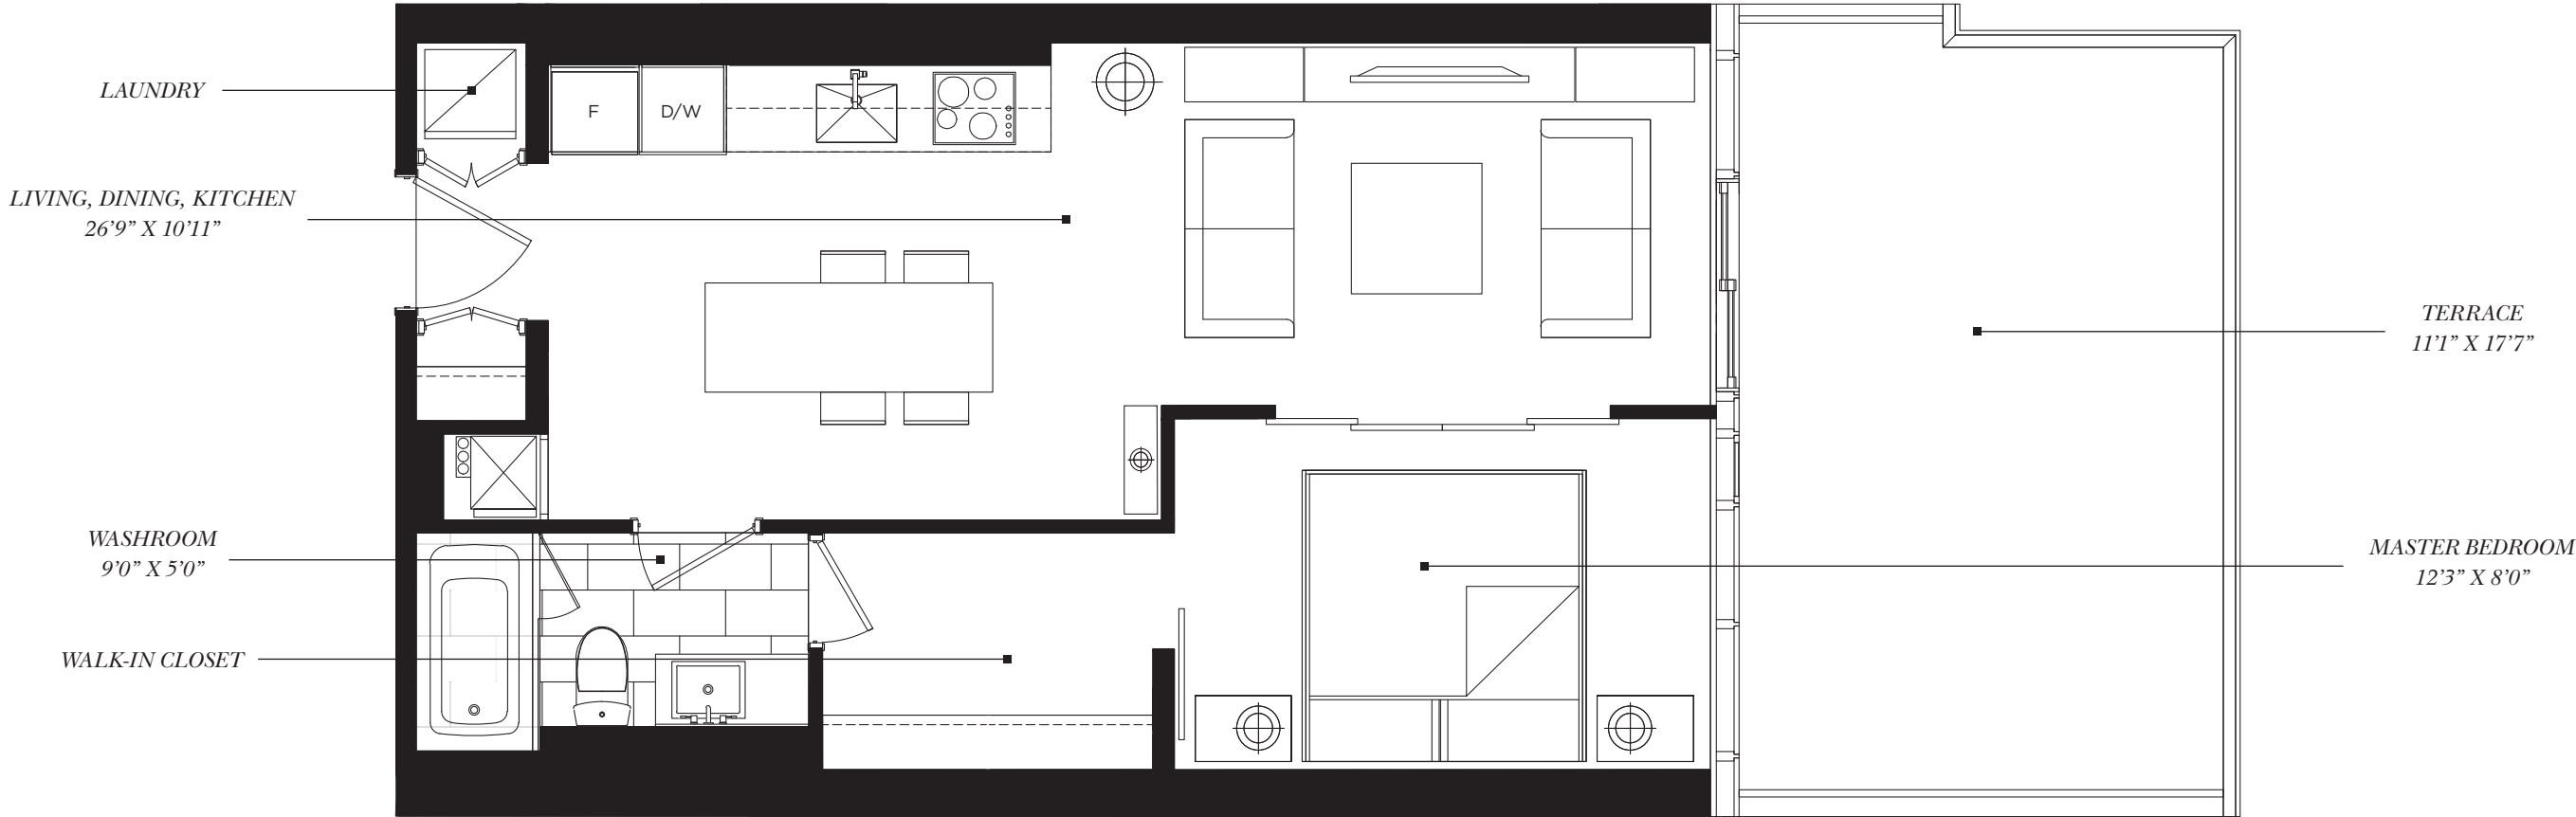 LAUNDRY
F
D/W
LIVING, DINING, KITCHEN
26’9” X 10’11”
TERRACE
11’1” X 17’7”
WASHROOM
9’0” X 5’0”
MASTER BEDROOM
12’3” X 8’0”
WALK-IN CLOSET